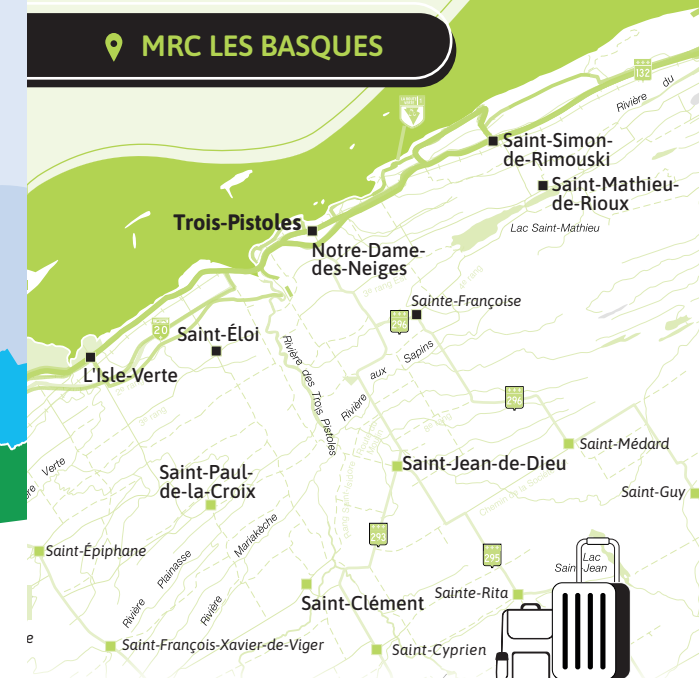 MRC LES BASQUES
132
Rivière du
Saint-Simon-
de-Rimouski
Saint-Mathieu-
de-Rioux
Lac Saint-Mathieu
Trois-Pistoles
Notre-Dame-
des-Neiges
Sainte-Françoise
296
20
Saint-Éloi
L'Isle-Verte
Rivière des Trois Pistoles
Rivière aux Sapins
296
Saint-Médard
Saint-Jean-de-Dieu
Saint-Guy
Verte
Saint-Paul-
de-la-Croix
293
295
Saint-Épiphane
Rivière Plainasse
Rivière Mariakèche
Lac
Saint-Jean
Saint-Clément
Sainte-Rita
Saint-François-Xavier-de-Viger
Saint-Cyprien